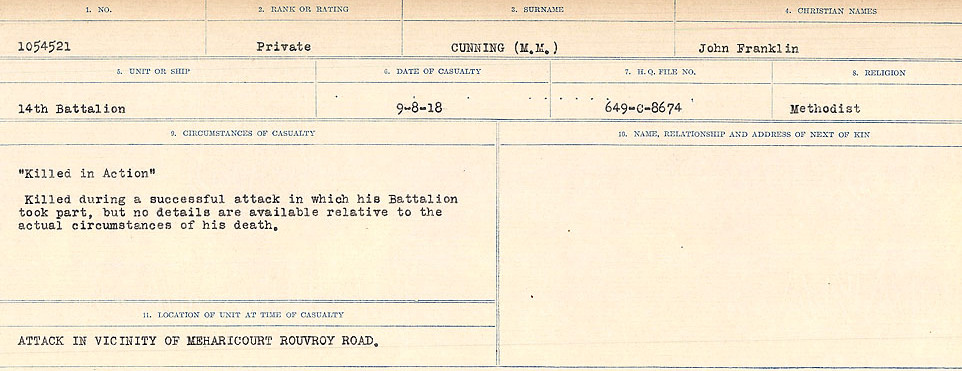 1. NO. 2. RANK OR RATING 3. SURNAME 4. CHRISTIAN NAMES
1054521 Private CUNNING (M.M.) John Franklin
5. UNIT OR SHIP 6. DATE OF CASUALTY 7. H. Q. FILE NO. 8. RELIGION
14th Battalion 9-8-18 649-C-8674 Methodist
9. CIRCUMSTANCES OF CASUALTY 10. NAME, RELATIONSHIP AND ADDRESS OF NEXT OF KIN
"Killed in Action"
Killed during a successful attack in which his Battalion
took part, but no details are available relative to the
actual circumstances of his death.
11. LOCATION OF UNIT AT TIME OF CASUALTY
ATTACK IN VICINITY OF MEHARICOURT ROUVROY ROAD.